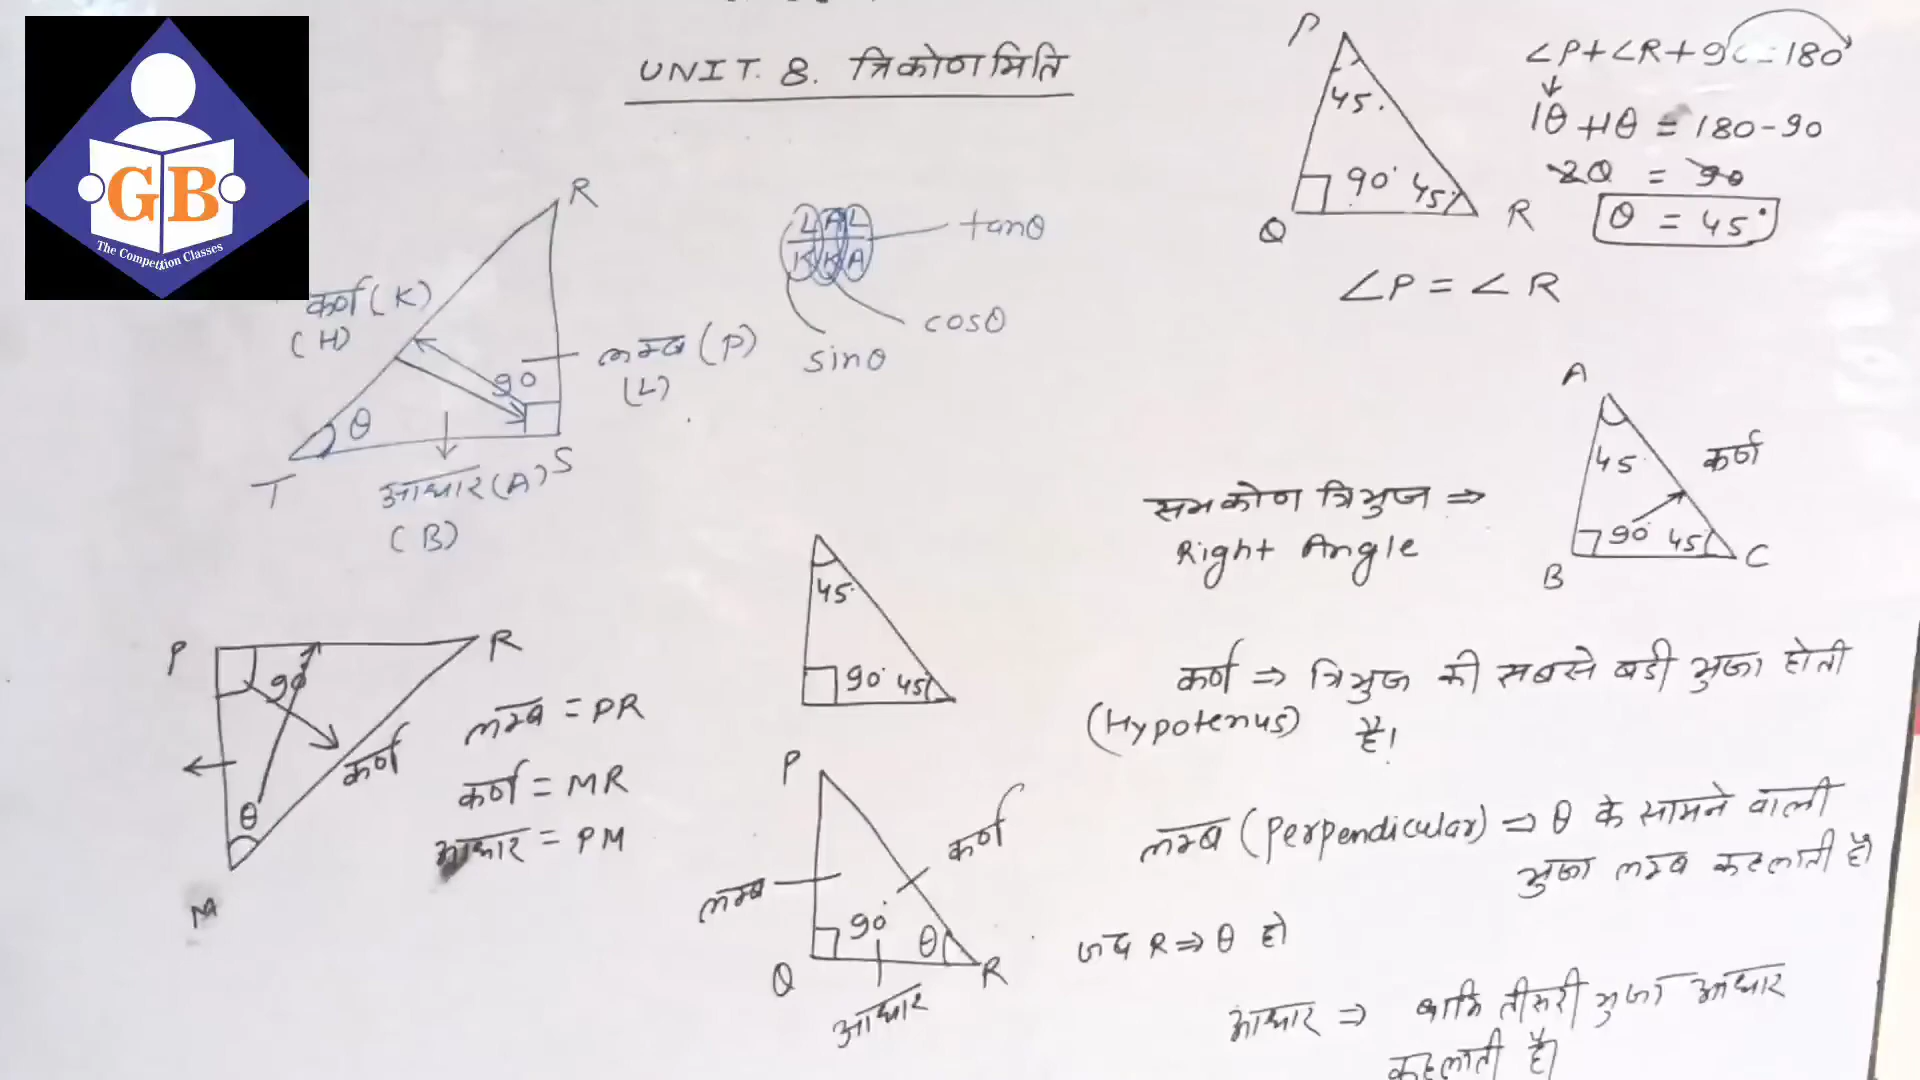 GB
The Competition Classes
UNIT. 8. त्रिकोणमिति
R
कर्ण (K)
(H)
लम्ब (P)
(L)
90
θ
T
S
आधार (A)
(B)
L A L
K K A
tanθ
cosθ
sinθ
P
45°
90° 45°
Q
R
∠P+∠R+90=180
1θ+1θ = 180-90
2θ = 90
θ = 45°
∠P = ∠R
A
45
कर्ण
90° 45
B
C
समकोण त्रिभुज ⇒
Right Angle
45°
90° 45
P
R
90°
कर्ण
θ
M
लम्ब = PR
कर्ण = MR
आधार = PM
P
कर्ण
लम्ब
90°
θ
Q
R
आधार
कर्ण ⇒ त्रिभुज की सबसे बडी भुजा होती
(Hypotenus) है।
लम्ब (Perpendicular) ⇒ θ के सामने वाली
भुजा लम्ब कहलाती है
जब R ⇒ θ हो
आधार ⇒ बाकि तीसरी भुजा आधार
कहलाती है।